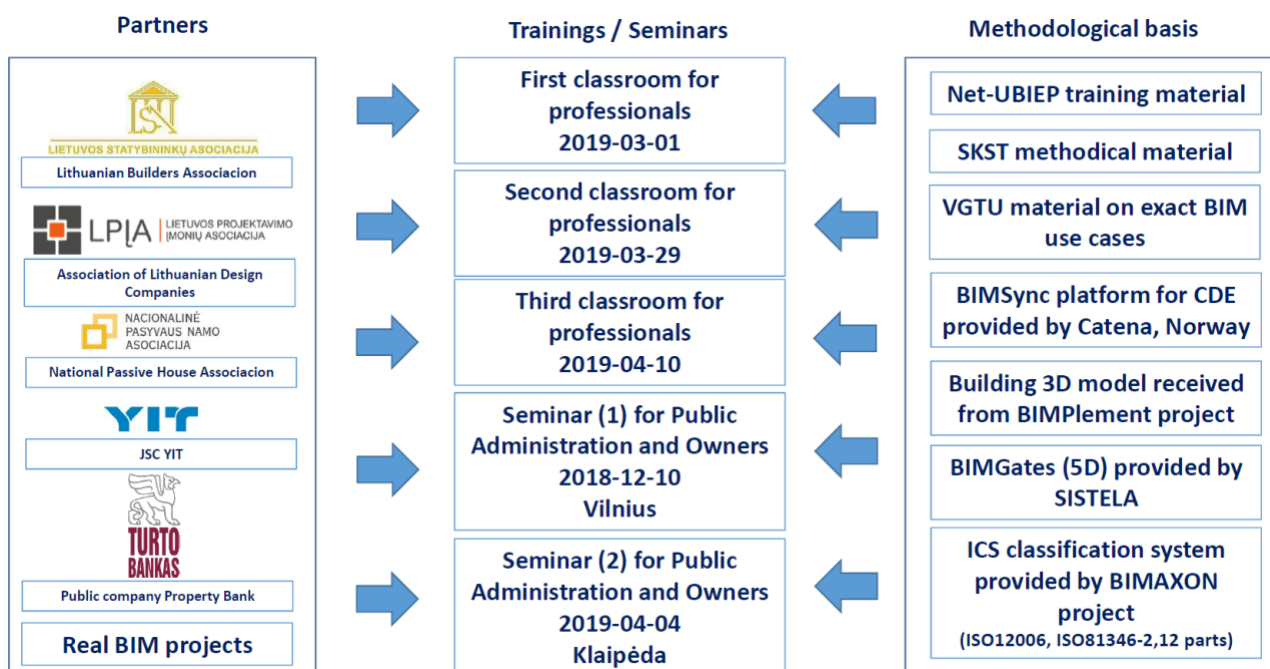 Partners
LSA
LIETUVOS STATYBININKŲ ASOCIACIJA
Lithuanian Builders Associacion
LPĮA
LIETUVOS PROJEKTAVIMO
ĮMONIŲ ASOCIACIJA
Association of Lithuanian Design
Companies
NACIONALINĖ
PASYVAUS NAMO
ASOCIACIJA
National Passive House Associacion
YIT
JSC YIT
TURTO
BANKAS
Public company Property Bank
Real BIM projects
Trainings / Seminars
First classroom for
professionals
2019-03-01
Second classroom for
professionals
2019-03-29
Third classroom for
professionals
2019-04-10
Seminar (1) for Public
Administration and Owners
2018-12-10
Vilnius
Seminar (2) for Public
Administration and Owners
2019-04-04
Klaipėda
Methodological basis
Net-UBIEP training material
SKST methodical material
VGTU material on exact BIM
use cases
BIMSync platform for CDE
provided by Catena, Norway
Building 3D model received
from BIMPlement project
BIMGates (5D) provided by
SISTELA
ICS classification system
provided by BIMAXON
project
(ISO12006, ISO81346-2,12 parts)